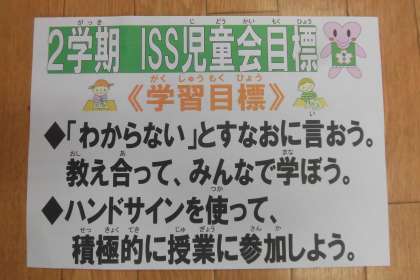 2学期 ISS児童会目標
《学習目標》
◆「わからない」とすなおに言おう。
教え合って、みんなで学ぼう。
◆ハンドサインを使って、
積極的に授業に参加しよう。